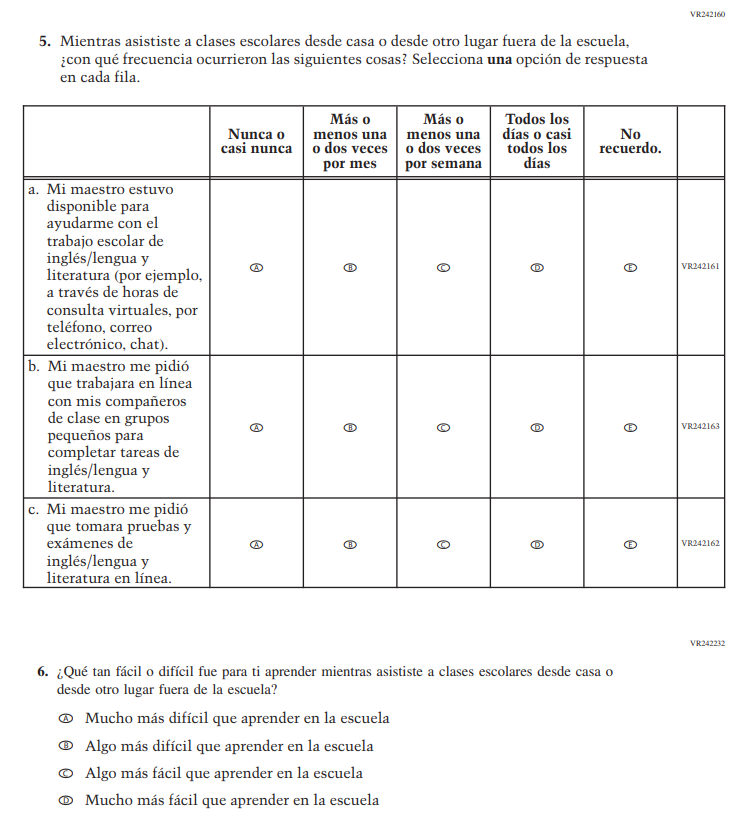 VR242160
5. Mientras asististe a clases escolares desde casa o desde otro lugar fuera de la escuela,
¿con qué frecuencia ocurrieron las siguientes cosas? Selecciona una opción de respuesta
en cada fila.
Nunca o
casi nunca
Más o
menos una
o dos veces
por mes
Más o
menos una
o dos veces
por semana
Todos los
días o casi
todos los
días
No
recuerdo.
a. Mi maestro estuvo
disponible para
ayudarme con el
trabajo escolar de
inglés/lengua y
literatura (por ejemplo,
a través de horas de
consulta virtuales, por
teléfono, correo
electrónico, chat).
A B C D E VR242161
b. Mi maestro me pidió
que trabajara en línea
con mis compañeros
de clase en grupos
pequeños para
completar tareas de
inglés/lengua y
literatura.
A B C D E VR242163
c. Mi maestro me pidió
que tomara pruebas y
exámenes de
inglés/lengua y
literatura en línea.
A B C D E VR242162
VR242232
6. ¿Qué tan fácil o difícil fue para ti aprender mientras asististe a clases escolares desde casa o
desde otro lugar fuera de la escuela?
A Mucho más difícil que aprender en la escuela
B Algo más difícil que aprender en la escuela
C Algo más fácil que aprender en la escuela
D Mucho más fácil que aprender en la escuela